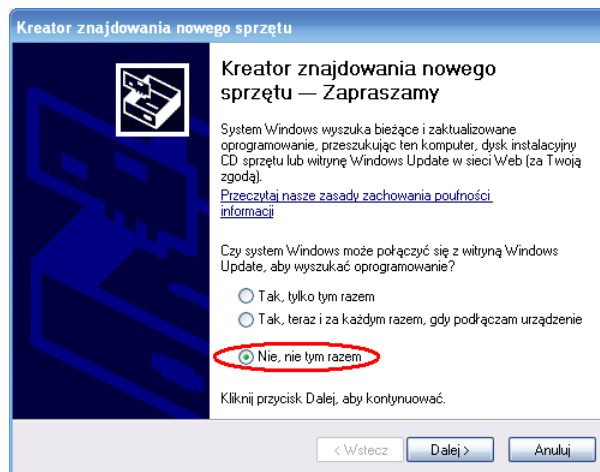 Kreator znajdowania nowego sprzętu
Kreator znajdowania nowego
sprzętu — Zapraszamy
System Windows wyszuka bieżące i zaktualizowane
oprogramowanie, przeszukując ten komputer, dysk instalacyjny
CD sprzętu lub witrynę Windows Update w sieci Web (za Twoją
zgodą).
Przeczytaj nasze zasady zachowania poufności
informacji
Czy system Windows może połączyć się z witryną Windows
Update, aby wyszukać oprogramowanie?
Tak, tylko tym razem
Tak, teraz i za każdym razem, gdy podłączam urządzenie
Nie, nie tym razem
Kliknij przycisk Dalej, aby kontynuować.
< Wstecz Dalej > Anuluj